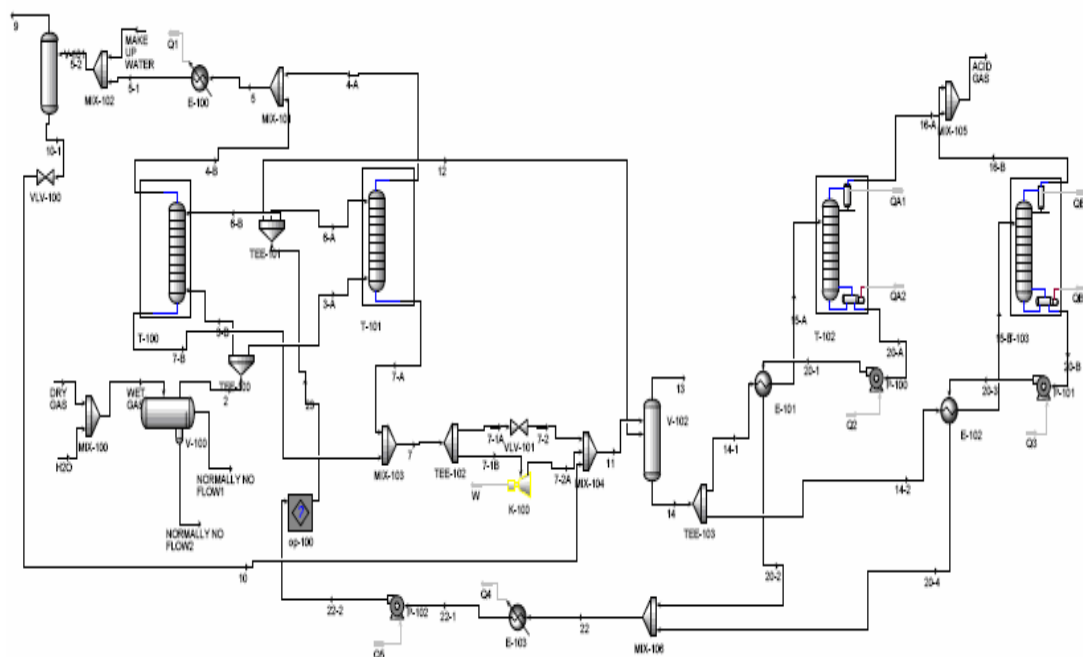 9
MAKE
UP
WATER
Q1
5-2
MIX-102
5-1
E-100
5
MIX-101
4-A
ACID
GAS
MIX-105
16-A
10-1
VLV-100
4-B
12
16-B
6-B
TEE-101
6-A
3-A
QA1
QA2
T-100
7-B
T-101
T-102
15-A
20-A
T-103
20-B
TEE-100
2
7-A
DRY
GAS
WET
GAS
MIX-100
V-100
H2O
NORMALLY NO
FLOW1
NORMALLY NO
FLOW2
13
V-102
E-101
20-1
P-100
Q2
20-3
P-101
Q3
E-102
MIX-103
7
TEE-102
7-1A
VLV-101
7-2
7-1B
W
K-100
7-2A
MIX-104
11
14
TEE-103
14-1
14-2
op-100
10
20-2
20-4
22-2
P-102
22-1
Q4
E-103
22
MIX-106
Q5